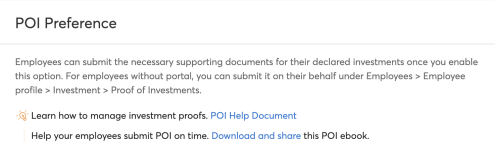 POI Preference
Employees can submit the necessary supporting documents for their declared investments once you enable
this option. For employees without portal, you can submit it on their behalf under Employees > Employee
profile > Investment > Proof of Investments.
Learn how to manage investment proofs. POI Help Document
Help your employees submit POI on time. Download and share this POI ebook.